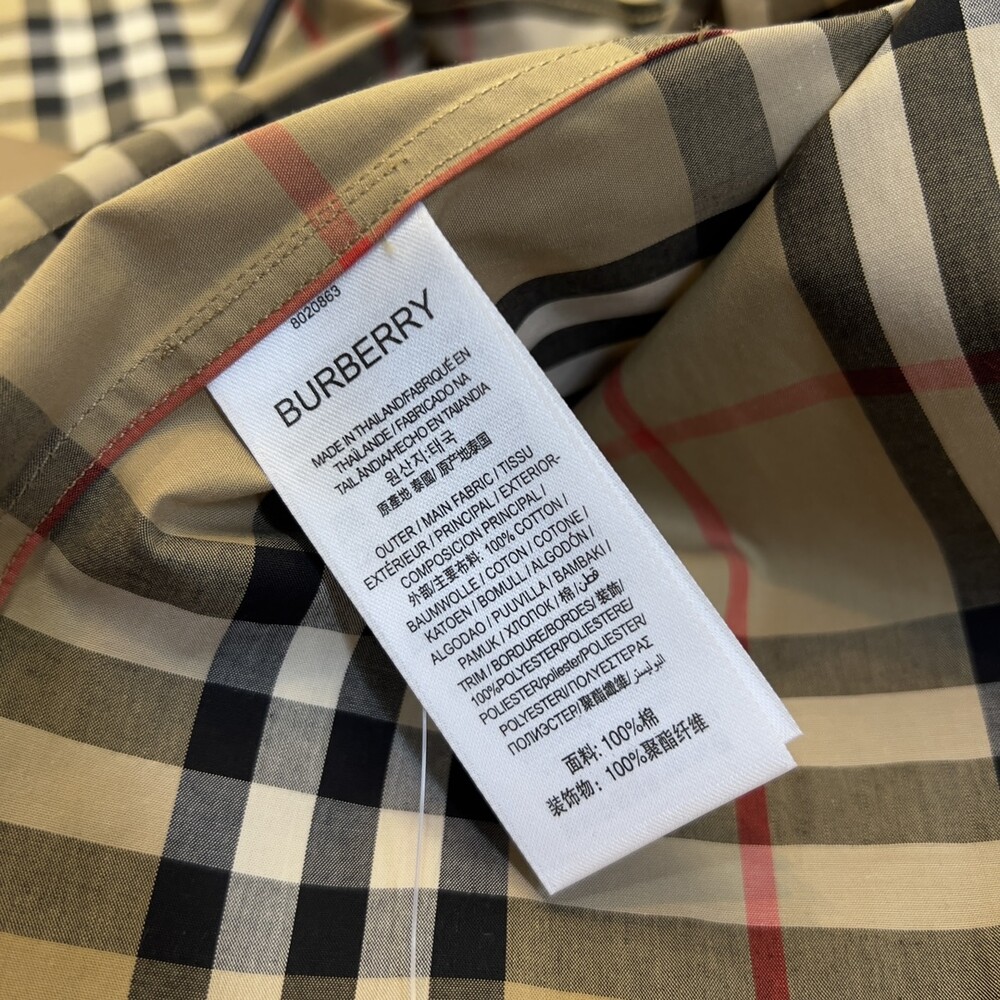 8020863
BURBERRY
MADE IN THAILAND/FABRIQUÉ EN
THAÏLANDE / FABRICADO NA
TAILÂNDIA/HECHO EN TAILANDIA
원산지: 태국
原產地 泰國 / 原产地泰国
OUTER / MAIN FABRIC / TISSU
EXTÉRIEUR / PRINCIPAL / EXTERIOR-
COMPOSICION PRINCIPAL /
外部/主要布料: 100% COTTON /
BAUMWOLLE / COTON / COTONE /
KATOEN / BOMULL / ALGODÓN /
ALGODAO / PUUVILLA / BAMBAKI /
PAMUK / ХЛОПОК / 棉 / قطن
TRIM / BORDURE/BORDES/ 装饰/
100%POLYESTER/POLIESTERE/
POLIESTER/poliester/POLIESTER/
POLYESTER/ΠΟΛΥΕΣΤΕΡΑΣ
ПОЛИЭСТЕР/聚酯纖維/البوليستر
面料: 100%棉
装饰物: 100%聚酯纤维